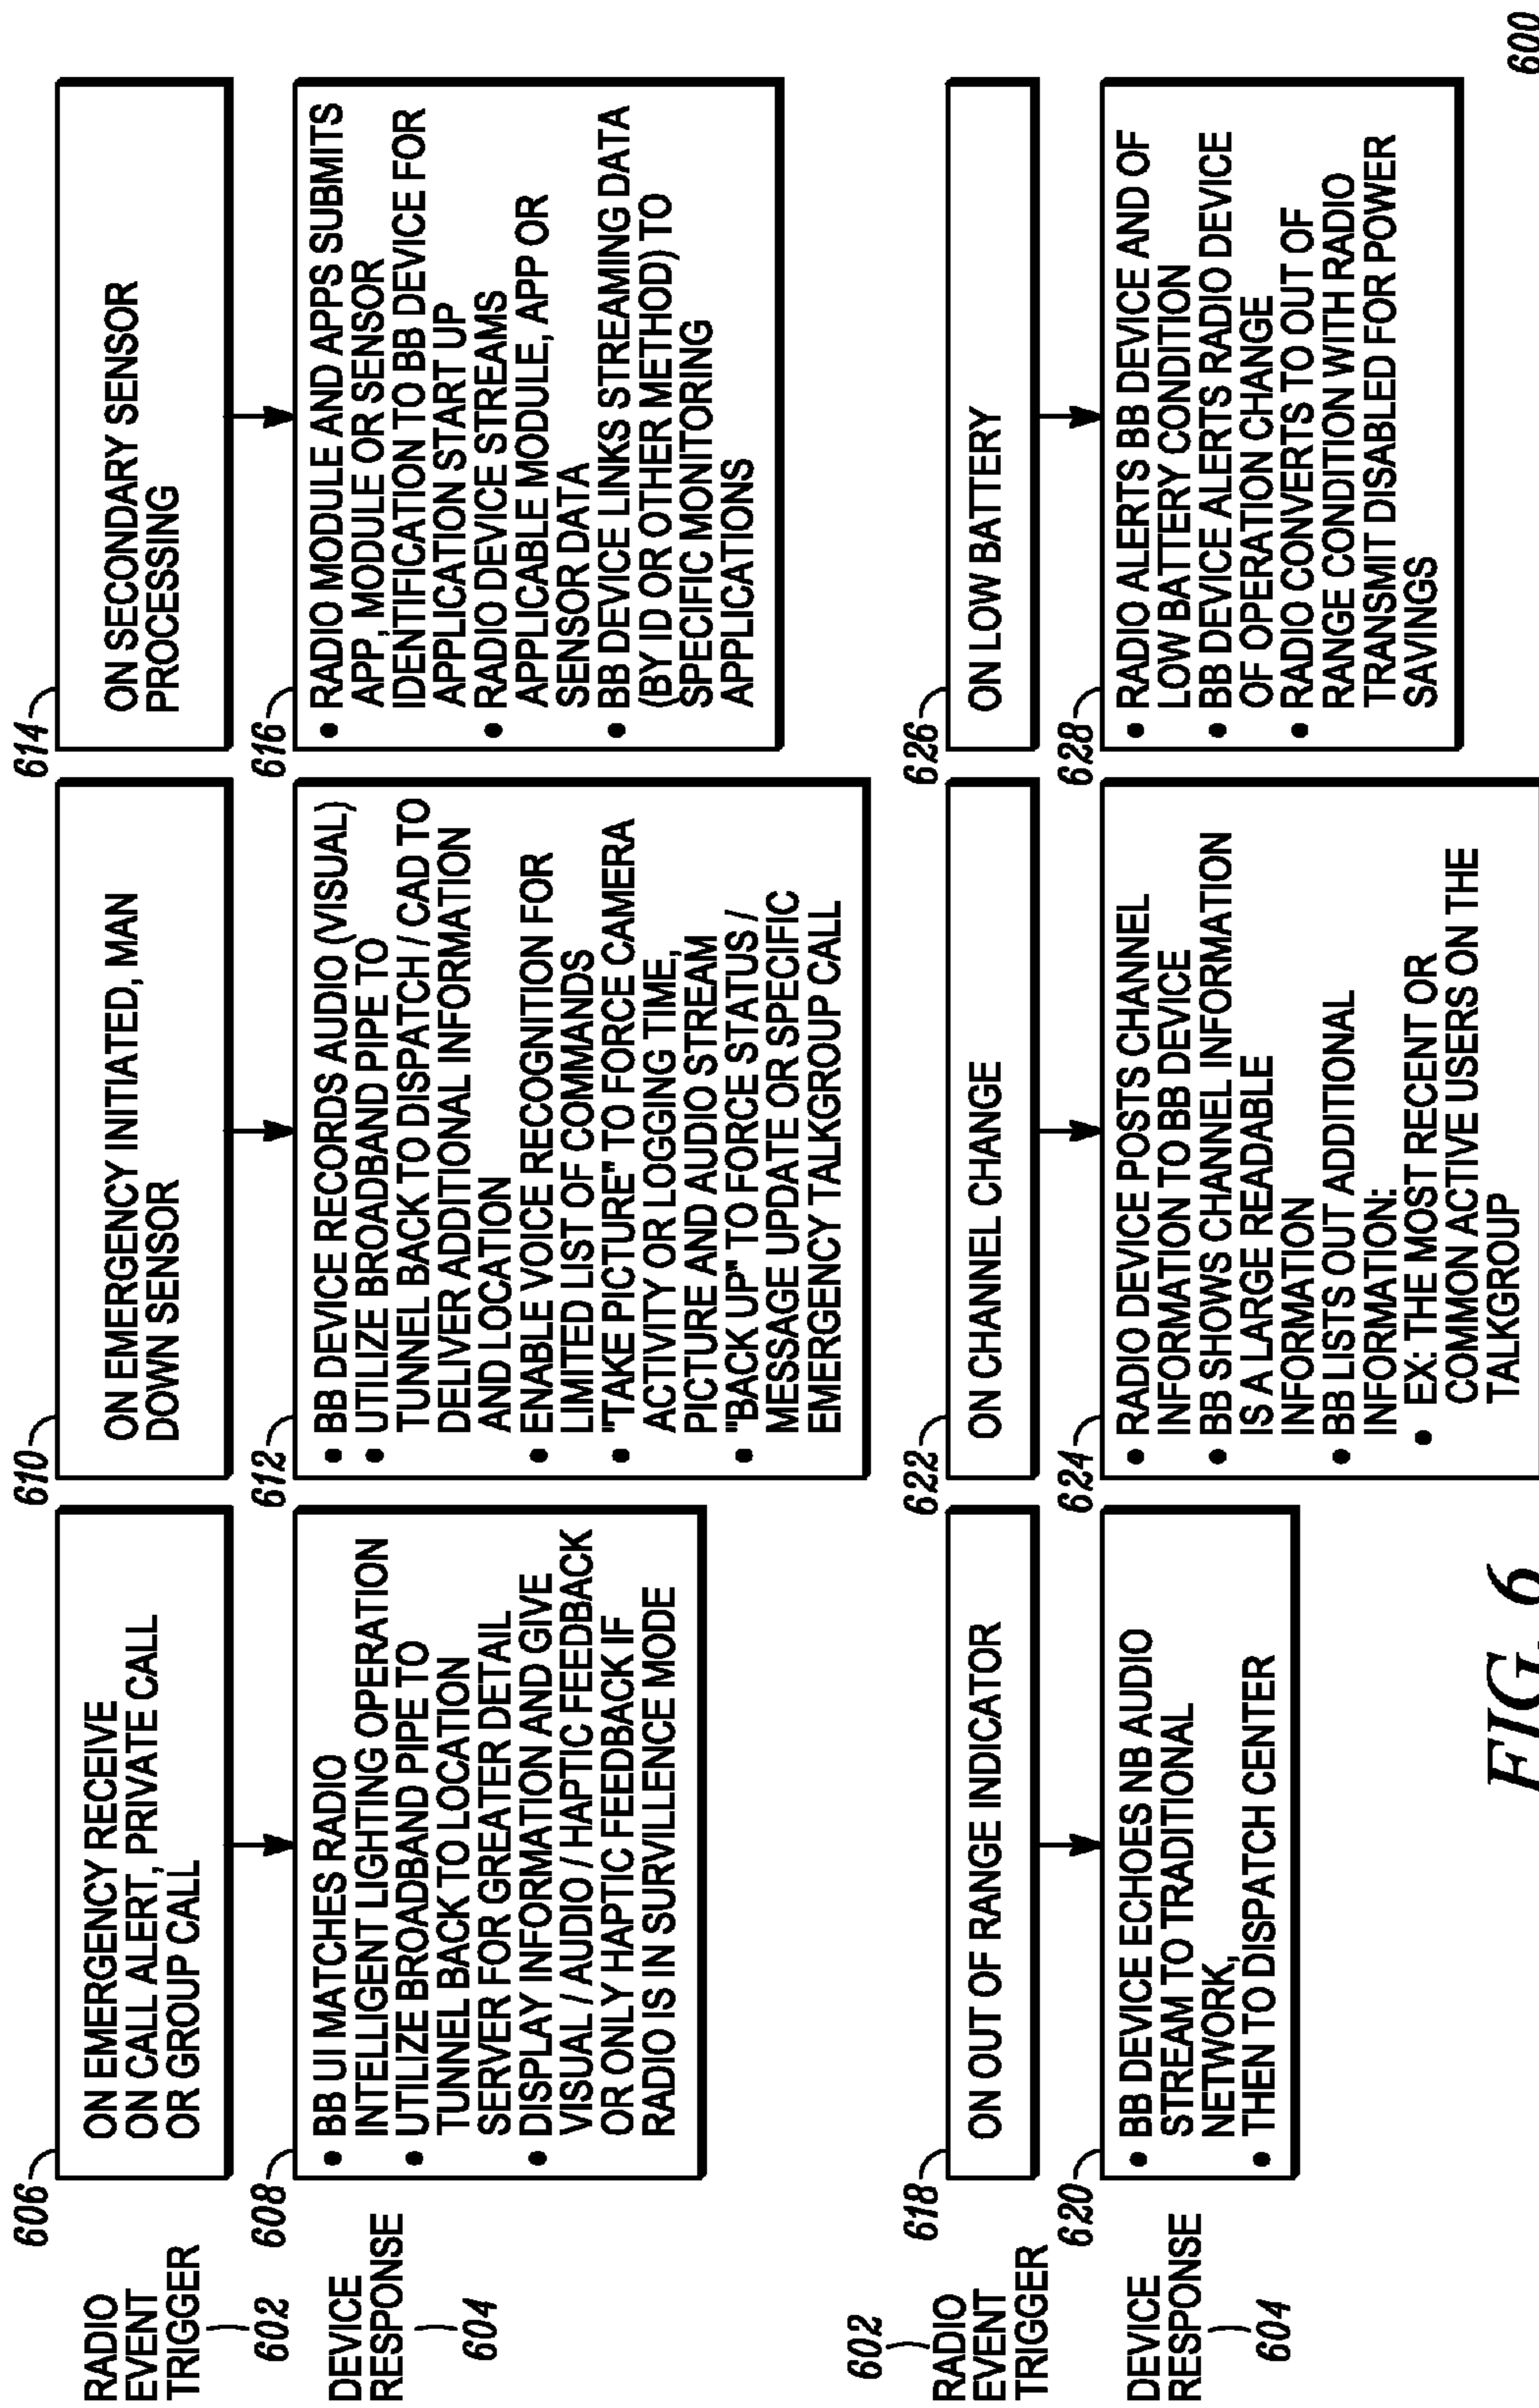 RADIO
EVENT
TRIGGER
602
606
ON EMERGENCY RECEIVE
ON CALL ALERT, PRIVATE CALL
OR GROUP CALL
610
ON EMERGENCY INITIATED, MAN
DOWN SENSOR
614
ON SECONDARY SENSOR
PROCESSING
DEVICE
RESPONSE
604
608
• BB UI MATCHES RADIO
INTELLIGENT LIGHTING OPERATION
• UTILIZE BROADBAND PIPE TO
TUNNEL BACK TO LOCATION
SERVER FOR GREATER DETAIL
• DISPLAY INFORMATION AND GIVE
VISUAL / AUDIO / HAPTIC FEEDBACK
OR ONLY HAPTIC FEEDBACK IF
RADIO IS IN SURVILLENCE MODE
612
• BB DEVICE RECORDS AUDIO (VISUAL)
• UTILIZE BROADBAND PIPE TO
TUNNEL BACK TO DISPATCH / CAD TO
DELIVER ADDITIONAL INFORMATION
AND LOCATION
• ENABLE VOICE RECOGNITION FOR
LIMITED LIST OF COMMANDS
• "TAKE PICTURE" TO FORCE CAMERA
ACTIVITY OR LOGGING TIME,
PICTURE AND AUDIO STREAM
• "BACK UP" TO FORCE STATUS /
MESSAGE UPDATE OR SPECIFIC
EMERGENCY TALKGROUP CALL
616
• RADIO MODULE AND APPS SUBMITS
APP, MODULE OR SENSOR
IDENTIFICATION TO BB DEVICE FOR
APPLICATION START UP
• RADIO DEVICE STREAMS
APPLICABLE MODULE, APP OR
SENSOR DATA
• BB DEVICE LINKS STREAMING DATA
(BY ID OR OTHER METHOD) TO
SPECIFIC MONITORING
APPLICATIONS
602
RADIO
EVENT
TRIGGER
618
ON OUT OF RANGE INDICATOR
622
ON CHANNEL CHANGE
626
ON LOW BATTERY
DEVICE
RESPONSE
604
620
• BB DEVICE ECHOES NB AUDIO
STREAM TO TRADITIONAL
NETWORK,
• THEN TO DISPATCH CENTER
624
• RADIO DEVICE POSTS CHANNEL
INFORMATION TO BB DEVICE
• BB SHOWS CHANNEL INFORMATION
IS A LARGE READABLE
INFORMATION
• BB LISTS OUT ADDITIONAL
INFORMATION:
• EX: THE MOST RECENT OR
COMMON ACTIVE USERS ON THE
TALKGROUP
628
• RADIO ALERTS BB DEVICE AND OF
LOW BATTERY CONDITION
• BB DEVICE ALERTS RADIO DEVICE
OF OPERATION CHANGE
• RADIO CONVERTS TO OUT OF
RANGE CONDITION WITH RADIO
TRANSMIT DISABLED FOR POWER
SAVINGS
FIG. 6
600